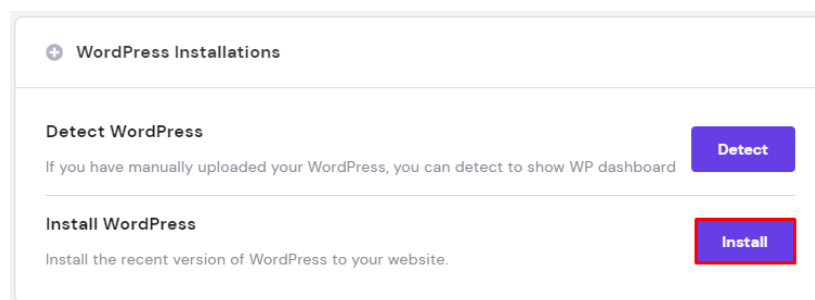 WordPress Installations
Detect WordPress
If you have manually uploaded your WordPress, you can detect to show WP dashboard
Detect
Install WordPress
Install the recent version of WordPress to your website.
Install